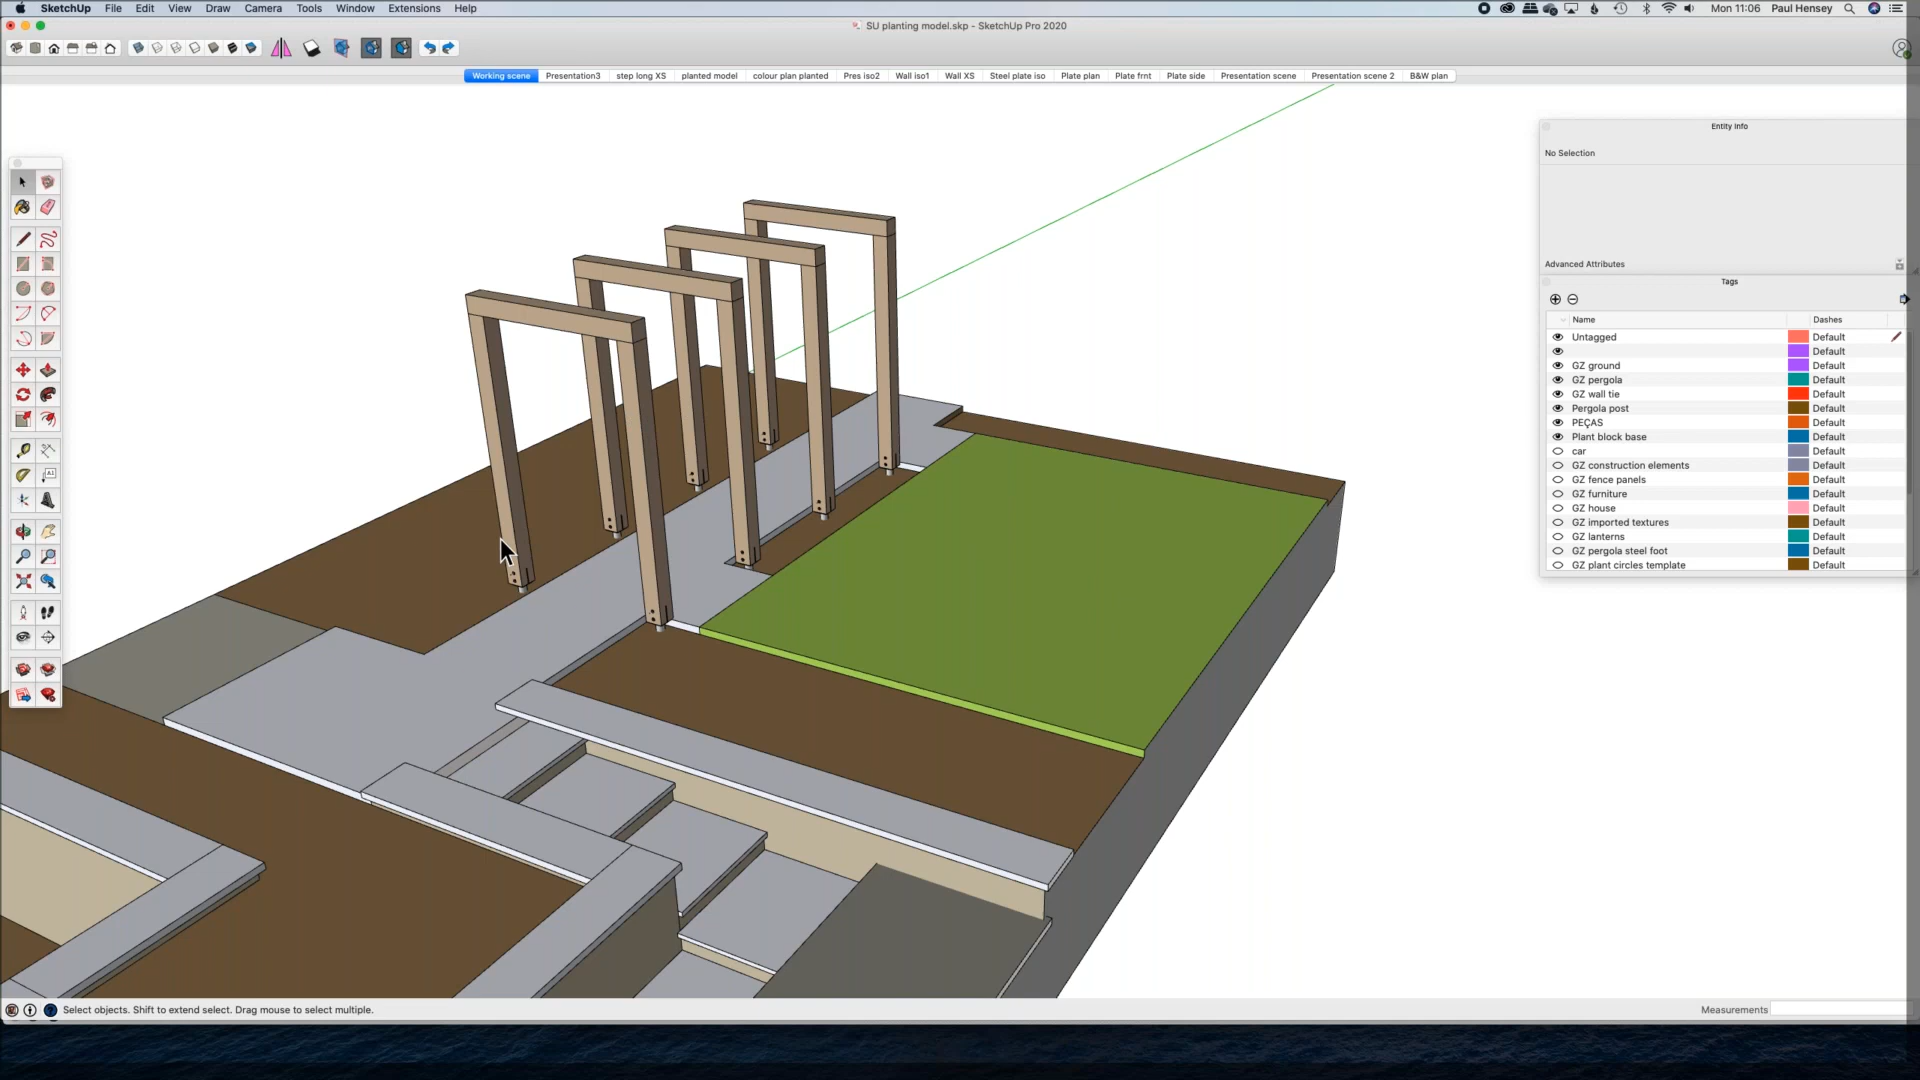 SketchUp File Edit View Draw Camera Tools Window Extensions Help
Mon 11:06 Paul Hensey
SU planting model.skp - SketchUp Pro 2020
Working scene Presentation3 step long XS planted model colour plan planted Pres iso2 Wall iso1 Wall XS Steel plate iso Plate plan Plate frnt Plate side Presentation scene Presentation scene 2 B&W plan
Entity Info
No Selection
Advanced Attributes
Tags
Name Dashes
Untagged Default
Default
GZ ground Default
GZ pergola Default
GZ wall tie Default
Pergola post Default
PEÇAS Default
Plant block base Default
car Default
GZ construction elements Default
GZ fence panels Default
GZ furniture Default
GZ house Default
GZ imported textures Default
GZ lanterns Default
GZ pergola steel foot Default
GZ plant circles template Default
Select objects. Shift to extend select. Drag mouse to select multiple.
Measurements